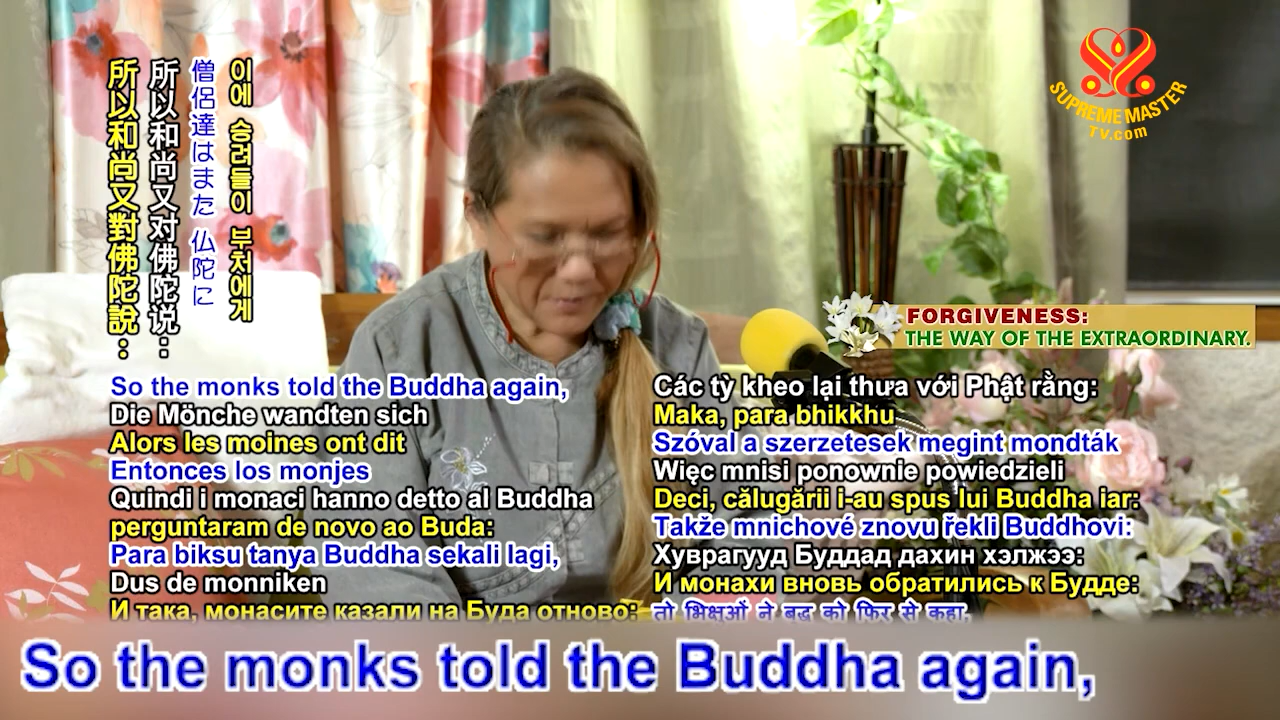 SUPREME MASTER
TV.com
所以和尚又對佛陀說：
所以和尚又对佛陀说：
僧侶達はまた 仏陀に
이에 승려들이 부처에게
FORGIVENESS:
THE WAY OF THE EXTRAORDINARY.
So the monks told the Buddha again,
Die Mönche wandten sich
Alors les moines ont dit
Entonces los monjes
Quindi i monaci hanno detto al Buddha
perguntaram de novo ao Buda:
Para biksu tanya Buddha sekali lagi,
Dus de monniken
И така, монасите казали на Буда отново:
Các tỳ kheo lại thưa với Phật rằng:
Maka, para bhikkhu
Szóval a szerzetesek megint mondták
Więc mnisi ponownie powiedzieli
Deci, călugării i-au spus lui Buddha iar:
Takže mnichové znovu řekli Buddhovi:
Хуврагууд Буддад дахин хэлжээ:
И монахи вновь обратились к Будде:
तो भिक्षुओं ने बुद्ध को फिर से कहा,
So the monks told the Buddha again,